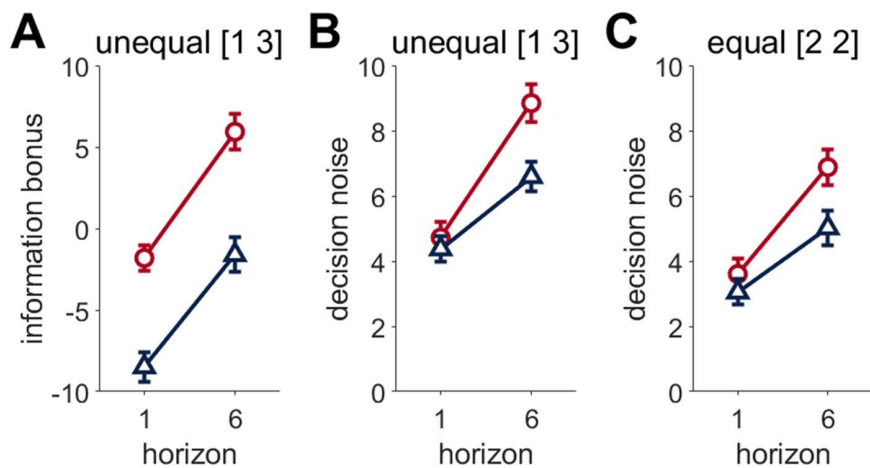 A unequal [1 3]
information bonus
10
5
0
-5
-10
1 6
horizon
B unequal [1 3]
decision noise
10
8
6
4
2
0
1 6
horizon
C equal [2 2]
decision noise
10
8
6
4
2
0
1 6
horizon